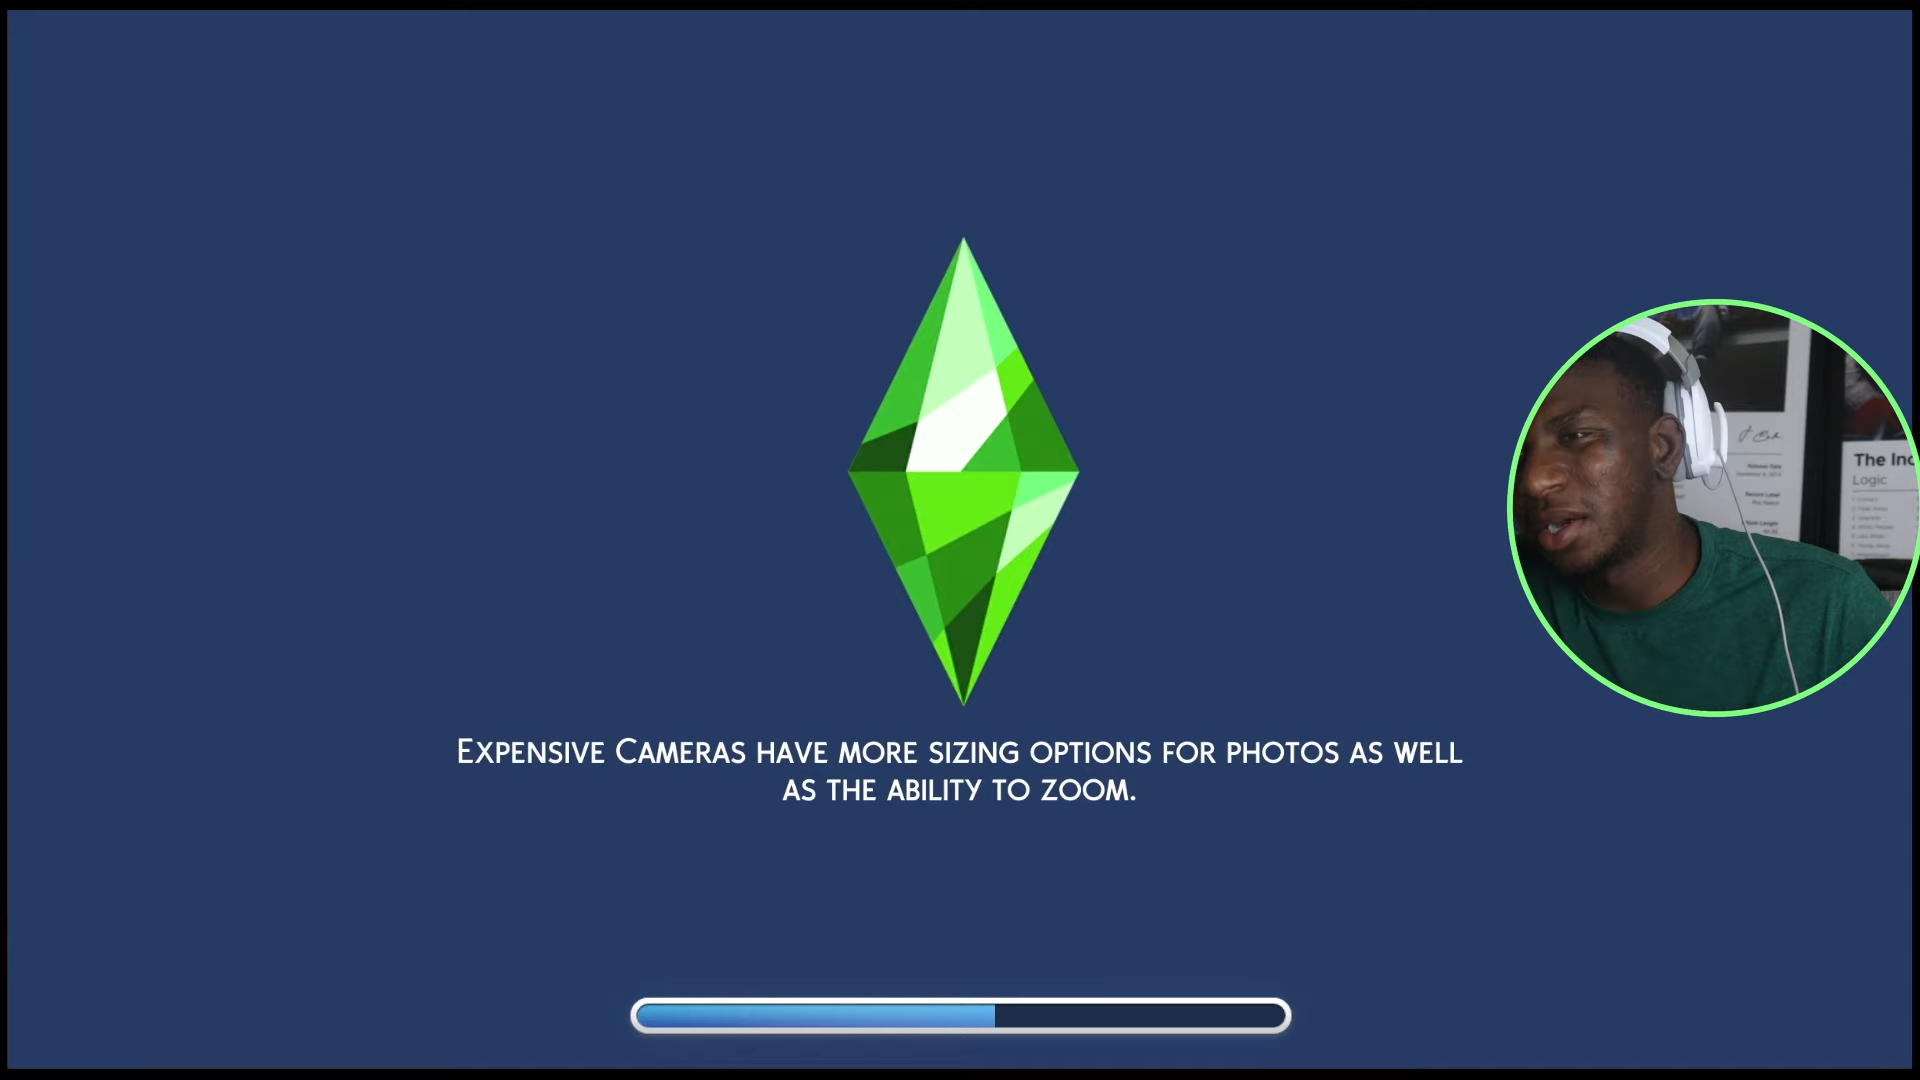 Expensive Cameras have more sizing options for photos as well
as the ability to zoom.
The Inc
Logic